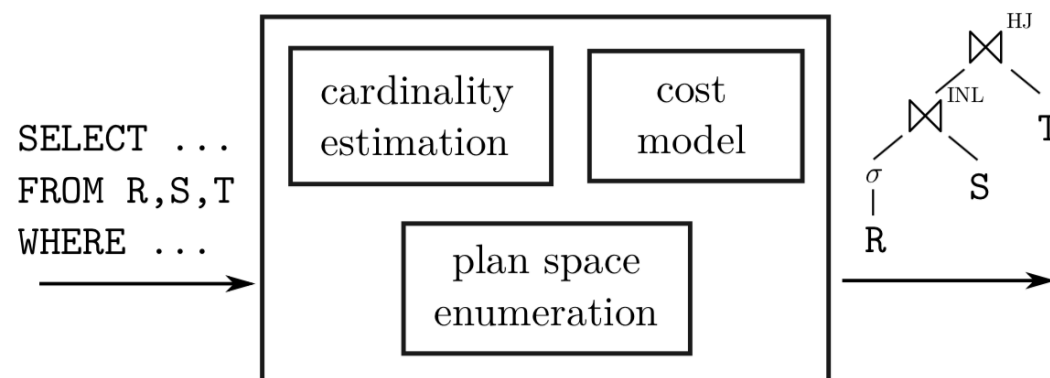 SELECT ...
FROM R,S,T
WHERE ...
cardinality
estimation
cost
model
plan space
enumeration
HJ
INL
T
σ
S
R